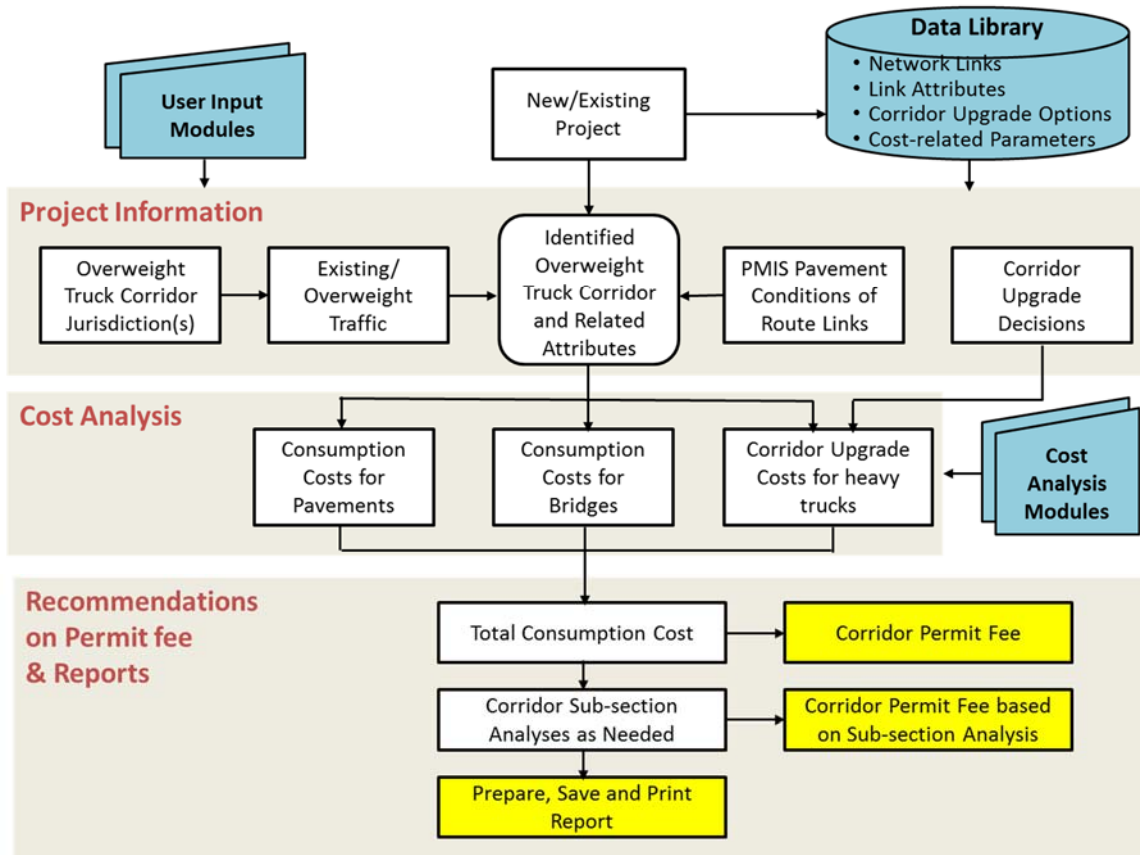 User Input
Modules
New/Existing
Project
Data Library
• Network Links
• Link Attributes
• Corridor Upgrade Options
• Cost-related Parameters
Project Information
Overweight
Truck Corridor
Jurisdiction(s)
Existing/
Overweight
Traffic
Identified
Overweight
Truck Corridor
and Related
Attributes
PMIS Pavement
Conditions of
Route Links
Corridor
Upgrade
Decisions
Cost Analysis
Consumption
Costs for
Pavements
Consumption
Costs for
Bridges
Corridor Upgrade
Costs for heavy
trucks
Cost
Analysis
Modules
Recommendations
on Permit fee
& Reports
Total Consumption Cost
Corridor Permit Fee
Corridor Sub-section
Analyses as Needed
Corridor Permit Fee based
on Sub-section Analysis
Prepare, Save and Print
Report